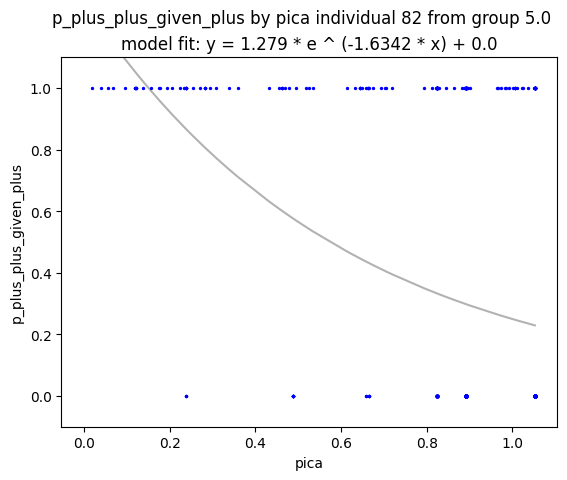 p_plus_plus_given_plus by pica individual 82 from group 5.0
model fit: y = 1.279 * e ^ (-1.6342 * x) + 0.0
1.0
0.8
0.6
0.4
0.2
0.0
p_plus_plus_given_plus
0.0 0.2 0.4 0.6 0.8 1.0
pica